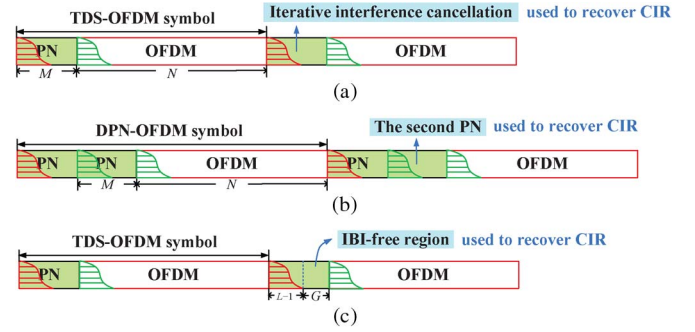 TDS-OFDM symbol Iterative interference cancellation used to recover CIR
PN OFDM OFDM
M N
(a)
DPN-OFDM symbol The second PN used to recover CIR
PN PN OFDM PN OFDM
M N
(b)
TDS-OFDM symbol IBI-free region used to recover CIR
PN OFDM OFDM
L-1 G
(c)